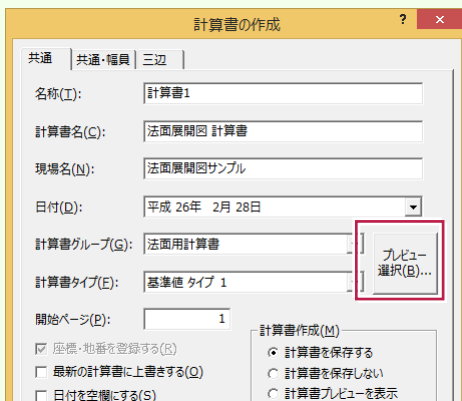 計算書の作成 ? ×
共通 共通・幅員 三辺
名称(T): 計算書1
計算書名(C): 法面展開図 計算書
現場名(N): 法面展開図サンプル
日付(D): 平成 26年 2月 28日
計算書グループ(G): 法面用計算書
プレビュー
選択(B)...
計算書タイプ(F): 基準値 タイプ 1
開始ページ(P): 1
計算書作成(M)
座標・地番を登録する(R)
計算書を保存する
最新の計算書に上書きする(O)
計算書を保存しない
日付を空欄にする(S)
計算書プレビューを表示